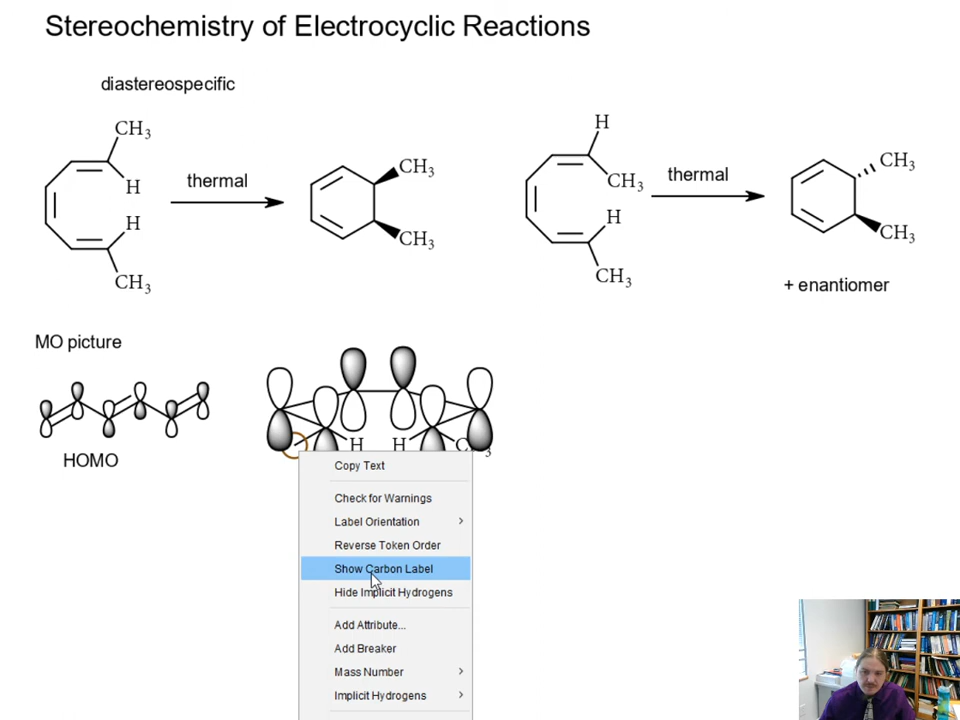 Stereochemistry of Electrocyclic Reactions
diastereospecific
CH3
H
H
CH3
thermal
CH3
CH3
H
CH3
H
CH3
thermal
CH3
CH3
+ enantiomer
MO picture
HOMO
H
H
Copy Text
Check for Warnings
Label Orientation
Reverse Token Order
Show Carbon Label
Hide Implicit Hydrogens
Add Attribute...
Add Breaker
Mass Number
Implicit Hydrogens